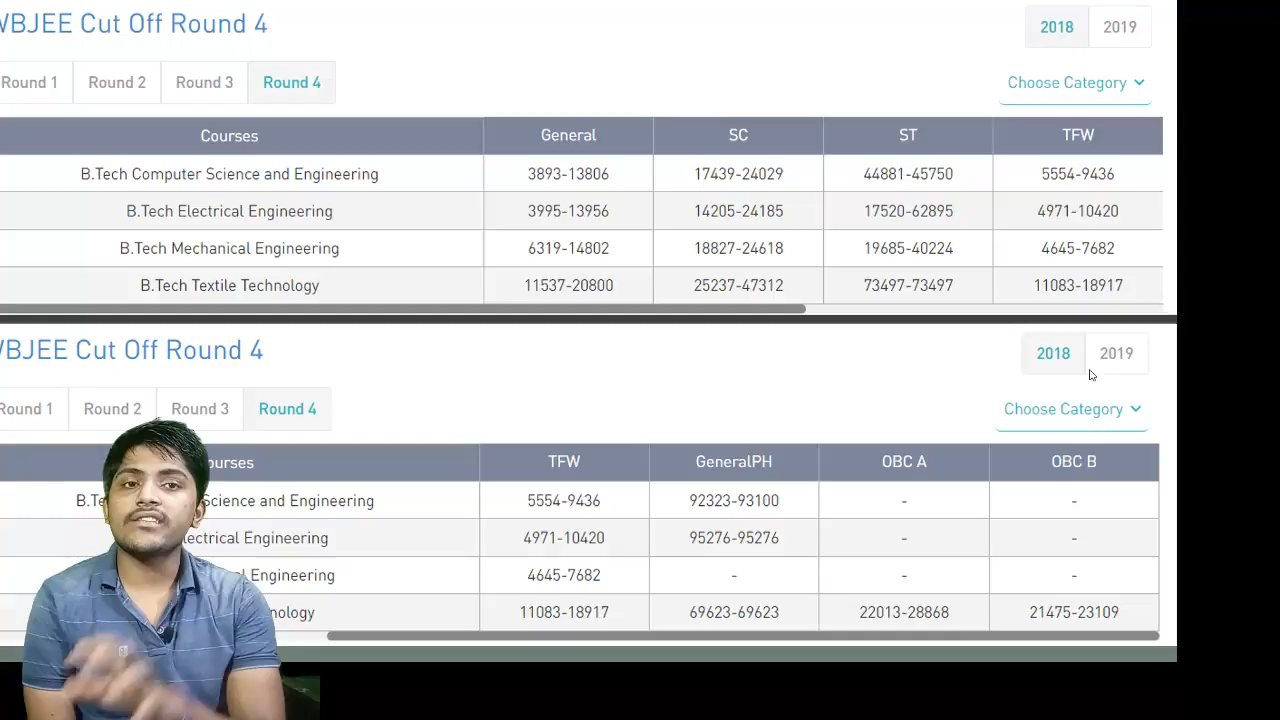 WBJEE Cut Off Round 4
2018 2019
Round 1 Round 2 Round 3 Round 4
Choose Category
Courses General SC ST TFW
B.Tech Computer Science and Engineering 3893-13806 17439-24029 44881-45750 5554-9436
B.Tech Electrical Engineering 3995-13956 14205-24185 17520-62895 4971-10420
B.Tech Mechanical Engineering 6319-14802 18827-24618 19685-40224 4645-7682
B.Tech Textile Technology 11537-20800 25237-47312 73497-73497 11083-18917
WBJEE Cut Off Round 4
2018 2019
Round 1 Round 2 Round 3 Round 4
Choose Category
ourses TFW GeneralPH OBC A OBC B
B.Te Science and Engineering 5554-9436 92323-93100 - -
lectrical Engineering 4971-10420 95276-95276 - -
l Engineering 4645-7682 - - -
nology 11083-18917 69623-69623 22013-28868 21475-23109